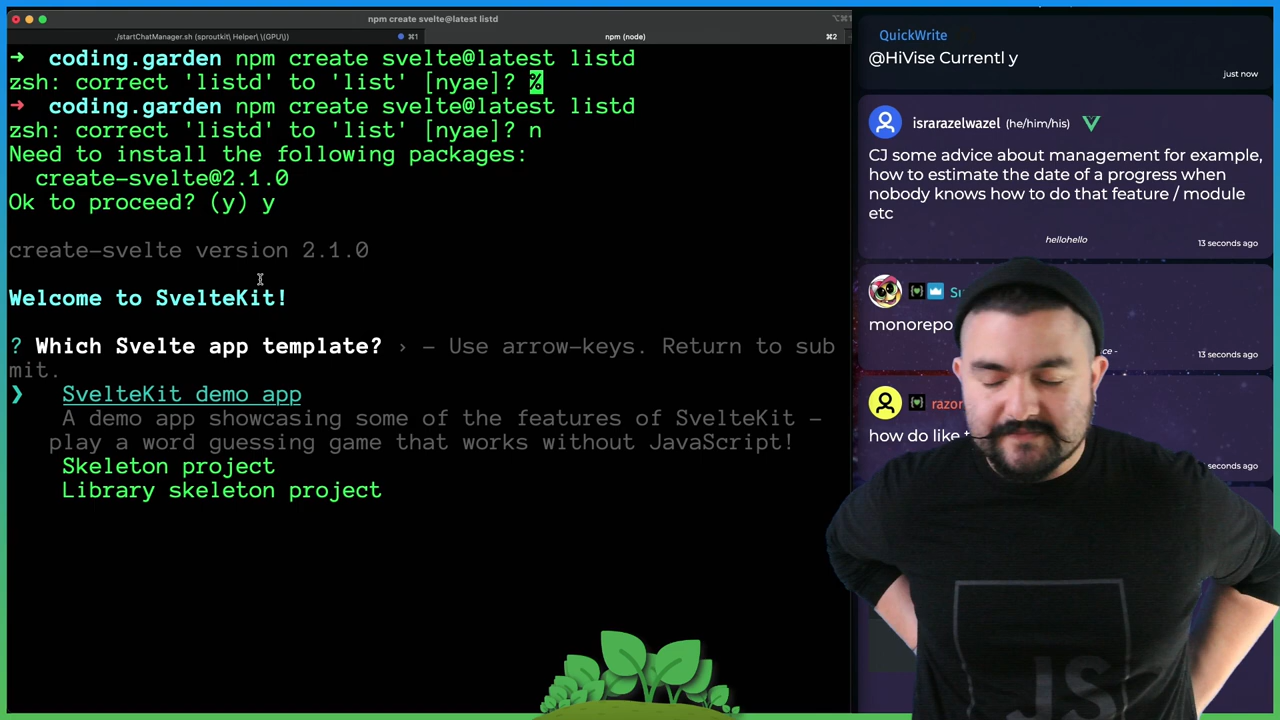 npm create svelte@latest listd
./startChatManager.sh (sproutkit\ Helper\ \(GPU\))
⌘1
npm (node)
⌘2
➜ coding.garden npm create svelte@latest listd
zsh: correct 'listd' to 'list' [nyae]? %
➜ coding.garden npm create svelte@latest listd
zsh: correct 'listd' to 'list' [nyae]? n
Need to install the following packages:
create-svelte@2.1.0
Ok to proceed? (y) y
create-svelte version 2.1.0
Welcome to SvelteKit!
? Which Svelte app template? › – Use arrow-keys. Return to sub
mit.
❯ SvelteKit demo app
A demo app showcasing some of the features of SvelteKit –
play a word guessing game that works without JavaScript!
Skeleton project
Library skeleton project
QuickWrite
@HiVise Currentl y
just now
israrazelwazel (he/him/his)
CJ some advice about management for example,
how to estimate the date of a progress when
nobody knows how to do that feature / module
etc
hellohello
13 seconds ago
monorepo
ce -
13 seconds ago
razor
how do like
seconds ago
JS